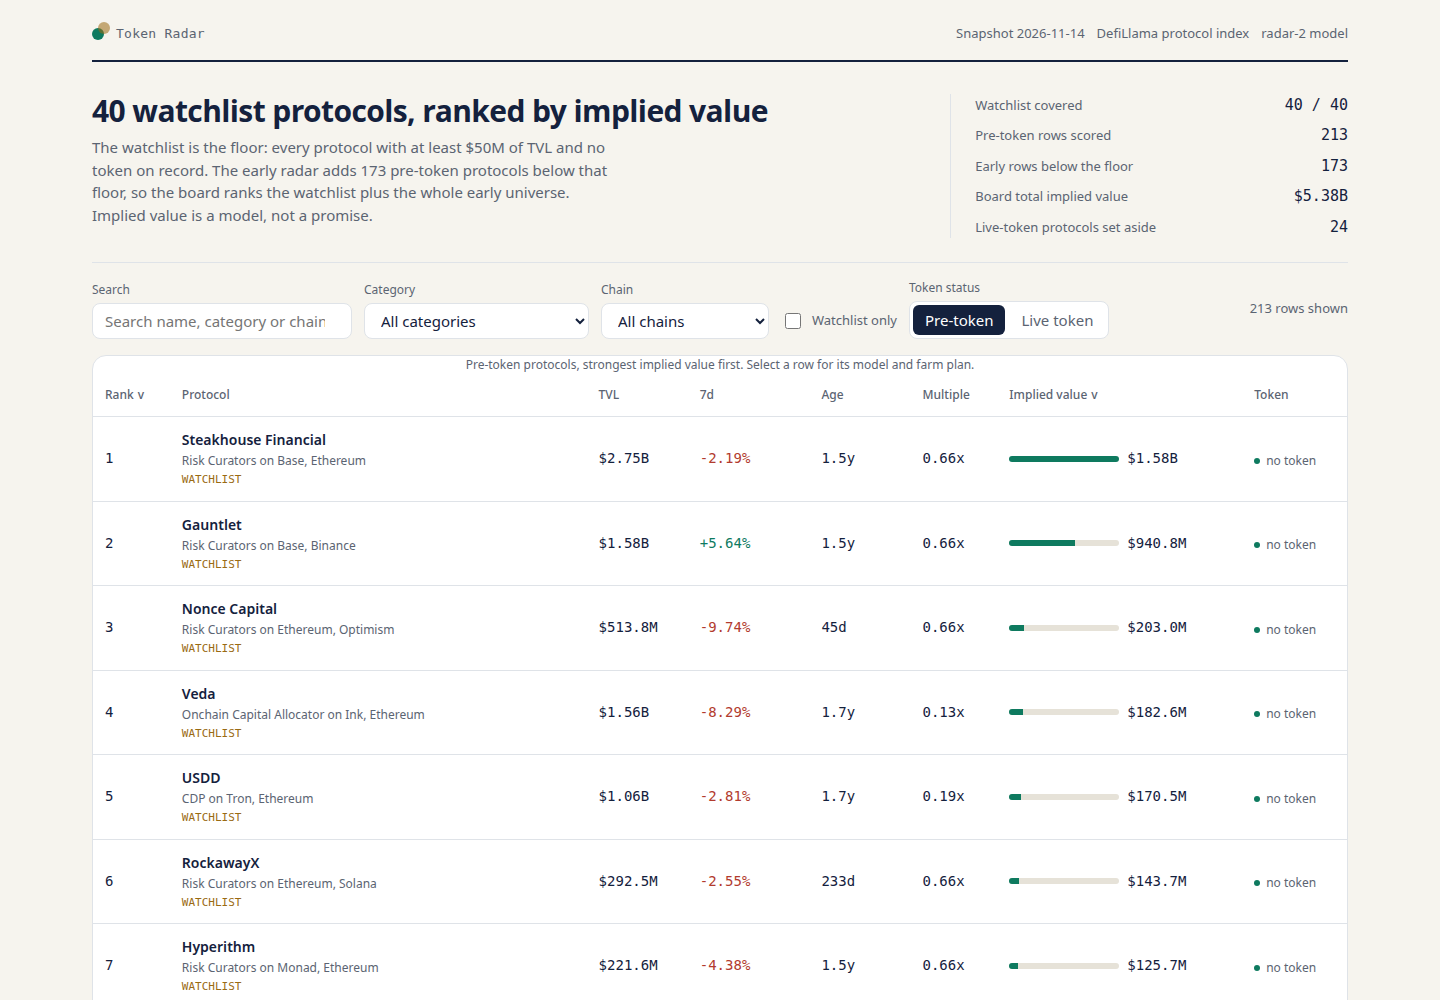 Token Radar
Snapshot 2026-11-14 DefiLlama protocol index radar-2 model
40 watchlist protocols, ranked by implied value
The watchlist is the floor: every protocol with at least $50M of TVL and no
token on record. The early radar adds 173 pre-token protocols below that
floor, so the board ranks the watchlist plus the whole early universe.
Implied value is a model, not a promise.
Watchlist covered 40 / 40
Pre-token rows scored 213
Early rows below the floor 173
Board total implied value $5.38B
Live-token protocols set aside 24
Search Category Chain Token status
Search name, category or chain All categories All chains Watchlist only Pre-token Live token 213 rows shown
Pre-token protocols, strongest implied value first. Select a row for its model and farm plan.
Rank v Protocol TVL 7d Age Multiple Implied value v Token
Steakhouse Financial
1 Risk Curators on Base, Ethereum $2.75B -2.19% 1.5y 0.66x $1.58B no token
WATCHLIST
Gauntlet
2 Risk Curators on Base, Binance $1.58B +5.64% 1.5y 0.66x $940.8M no token
WATCHLIST
Nonce Capital
3 Risk Curators on Ethereum, Optimism $513.8M -9.74% 45d 0.66x $203.0M no token
WATCHLIST
Veda
4 Onchain Capital Allocator on Ink, Ethereum $1.56B -8.29% 1.7y 0.13x $182.6M no token
WATCHLIST
USDD
5 CDP on Tron, Ethereum $1.06B -2.81% 1.7y 0.19x $170.5M no token
WATCHLIST
RockawayX
6 Risk Curators on Ethereum, Solana $292.5M -2.55% 233d 0.66x $143.7M no token
WATCHLIST
Hyperithm
7 Risk Curators on Monad, Ethereum $221.6M -4.38% 1.5y 0.66x $125.7M no token
WATCHLIST